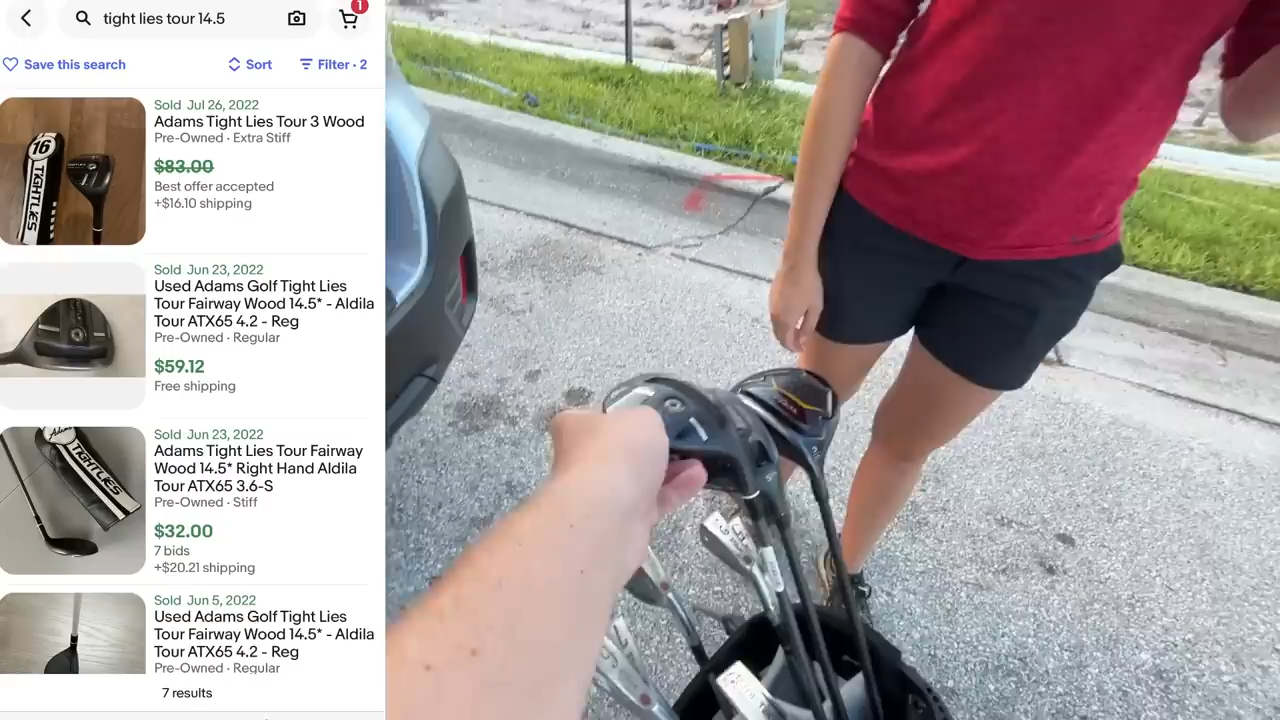 tight lies tour 14.5
1
Save this search
Sort
Filter · 2
Sold Jul 26, 2022
Adams Tight Lies Tour 3 Wood
Pre-Owned · Extra Stiff
$83.00
Best offer accepted
+$16.10 shipping
16
TIGHTLIES
Sold Jun 23, 2022
Used Adams Golf Tight Lies
Tour Fairway Wood 14.5* - Aldila
Tour ATX65 4.2 - Reg
Pre-Owned · Regular
$59.12
Free shipping
Sold Jun 23, 2022
Adams Tight Lies Tour Fairway
Wood 14.5* Right Hand Aldila
Tour ATX65 3.6-S
Pre-Owned · Stiff
$32.00
7 bids
+$20.21 shipping
Adams
TIGHTLIES
Sold Jun 5, 2022
Used Adams Golf Tight Lies
Tour Fairway Wood 14.5* - Aldila
Tour ATX65 4.2 - Reg
Pre-Owned · Regular
7 results